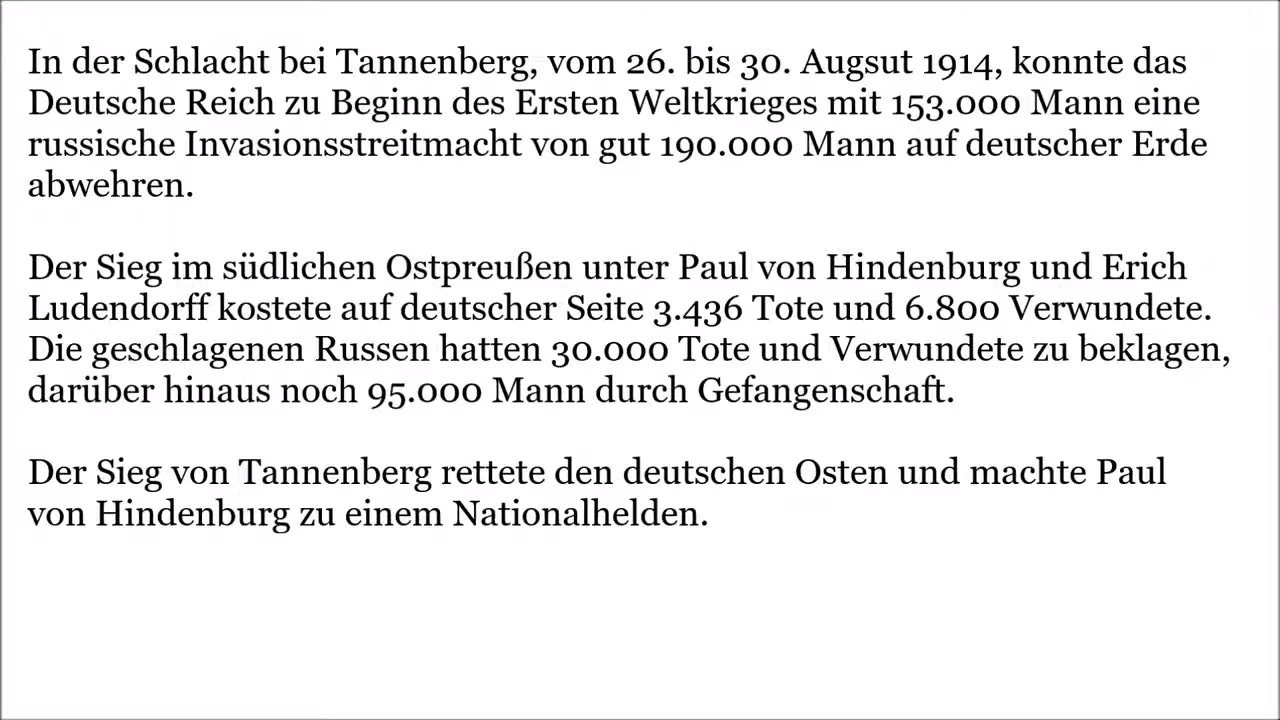 In der Schlacht bei Tannenberg, vom 26. bis 30. Augsut 1914, konnte das
Deutsche Reich zu Beginn des Ersten Weltkrieges mit 153.000 Mann eine
russische Invasionsstreitmacht von gut 190.000 Mann auf deutscher Erde
abwehren.
Der Sieg im südlichen Ostpreußen unter Paul von Hindenburg und Erich
Ludendorff kostete auf deutscher Seite 3.436 Tote und 6.800 Verwundete.
Die geschlagenen Russen hatten 30.000 Tote und Verwundete zu beklagen,
darüber hinaus noch 95.000 Mann durch Gefangenschaft.
Der Sieg von Tannenberg rettete den deutschen Osten und machte Paul
von Hindenburg zu einem Nationalhelden.